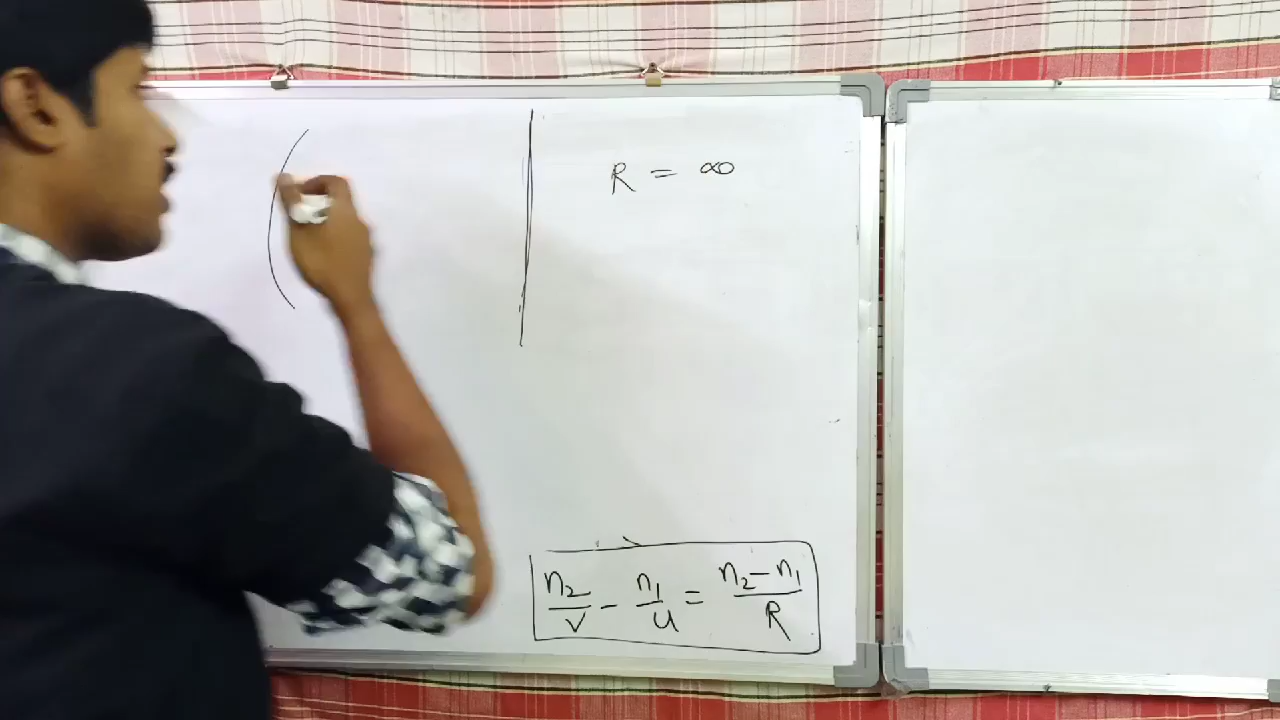 R = ∞
n₂/v - n₁/u = n₂-n₁/R